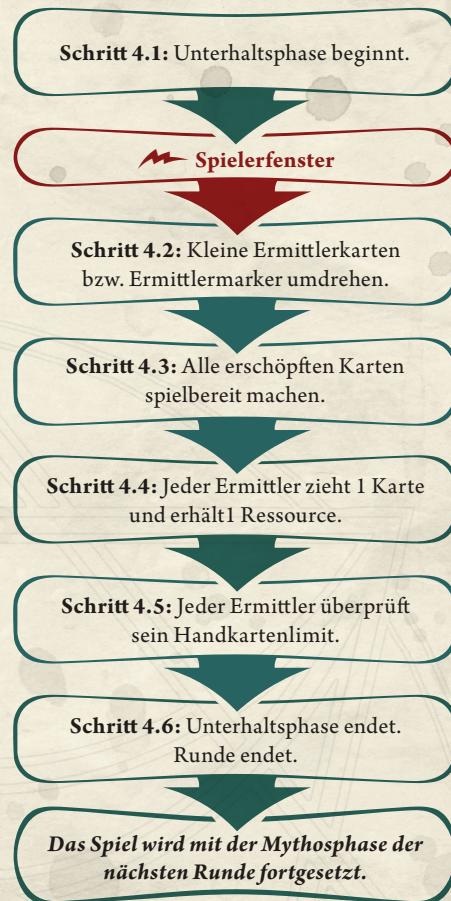 Schritt 4.1: Unterhaltsphase beginnt.
Spielerfenster
Schritt 4.2: Kleine Ermittlerkarten
bzw. Ermittlermarker umdrehen.
Schritt 4.3: Alle erschöpften Karten
spielbereit machen.
Schritt 4.4: Jeder Ermittler zieht 1 Karte
und erhält1 Ressource.
Schritt 4.5: Jeder Ermittler überprüft
sein Handkartenlimit.
Schritt 4.6: Unterhaltsphase endet.
Runde endet.
Das Spiel wird mit der Mythosphase der
nächsten Runde fortgesetzt.